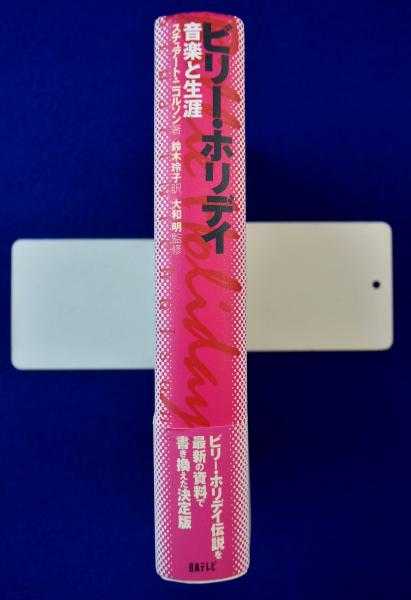 ビリー・ホリデイ
音楽と生涯
スチュアート・ニコルソン著 鈴木玲子訳 大和 明監修
Billie Holiday
ビリー・ホリデイ伝説を
最新の資料で
書き換えた決定版
日本テレビ